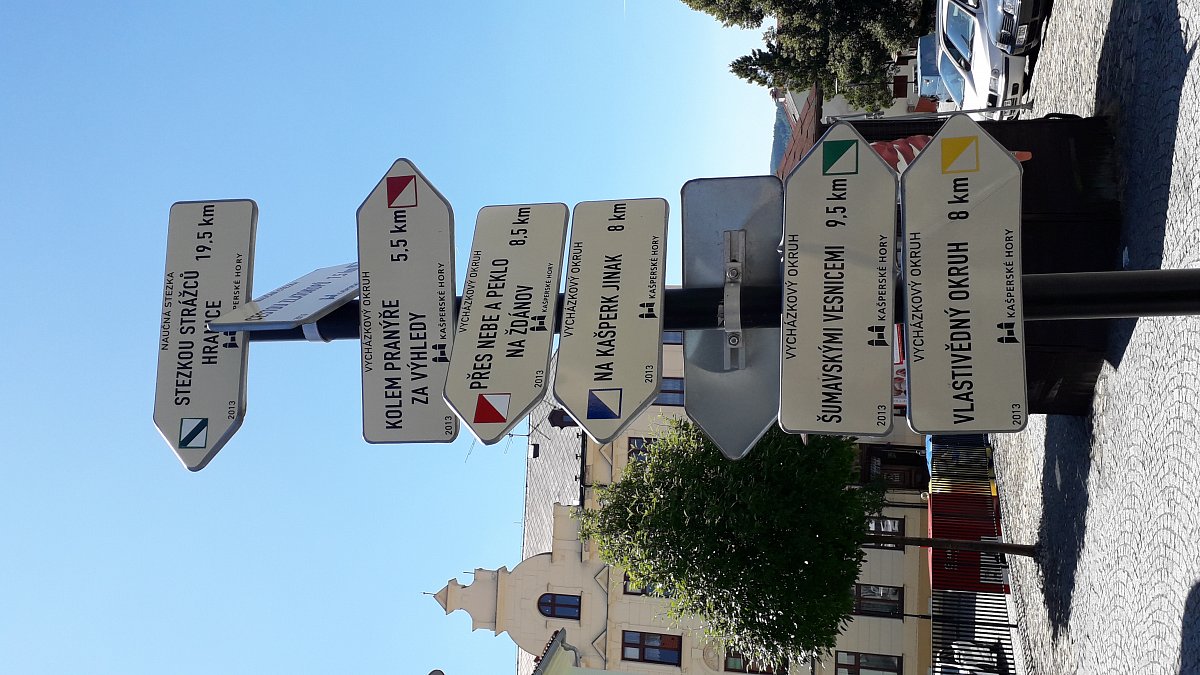 NAUČNÁ STEZKA
STEZKOU STRÁŽCŮ 19,5 km
HRANICE
2013 KAŠPERSKÉ HORY
VYCHÁZKOVÝ OKRUH
KOLEM PRANÝŘE 5,5 km
ZA VÝHLEDY
2013 KAŠPERSKÉ HORY
VYCHÁZKOVÝ OKRUH
PŘES NEBE A PEKLO 8,5 km
NA ŽDÁNOV
2013 KAŠPERSKÉ HORY
VYCHÁZKOVÝ OKRUH
NA KAŠPERK JINAK 8 km
2013 KAŠPERSKÉ HORY
VYCHÁZKOVÝ OKRUH
ŠUMAVSKÝMI VESNICEMI 9,5 km
2013 KAŠPERSKÉ HORY
VYCHÁZKOVÝ OKRUH
VLASTIVĚDNÝ OKRUH 8 km
2013 KAŠPERSKÉ HORY